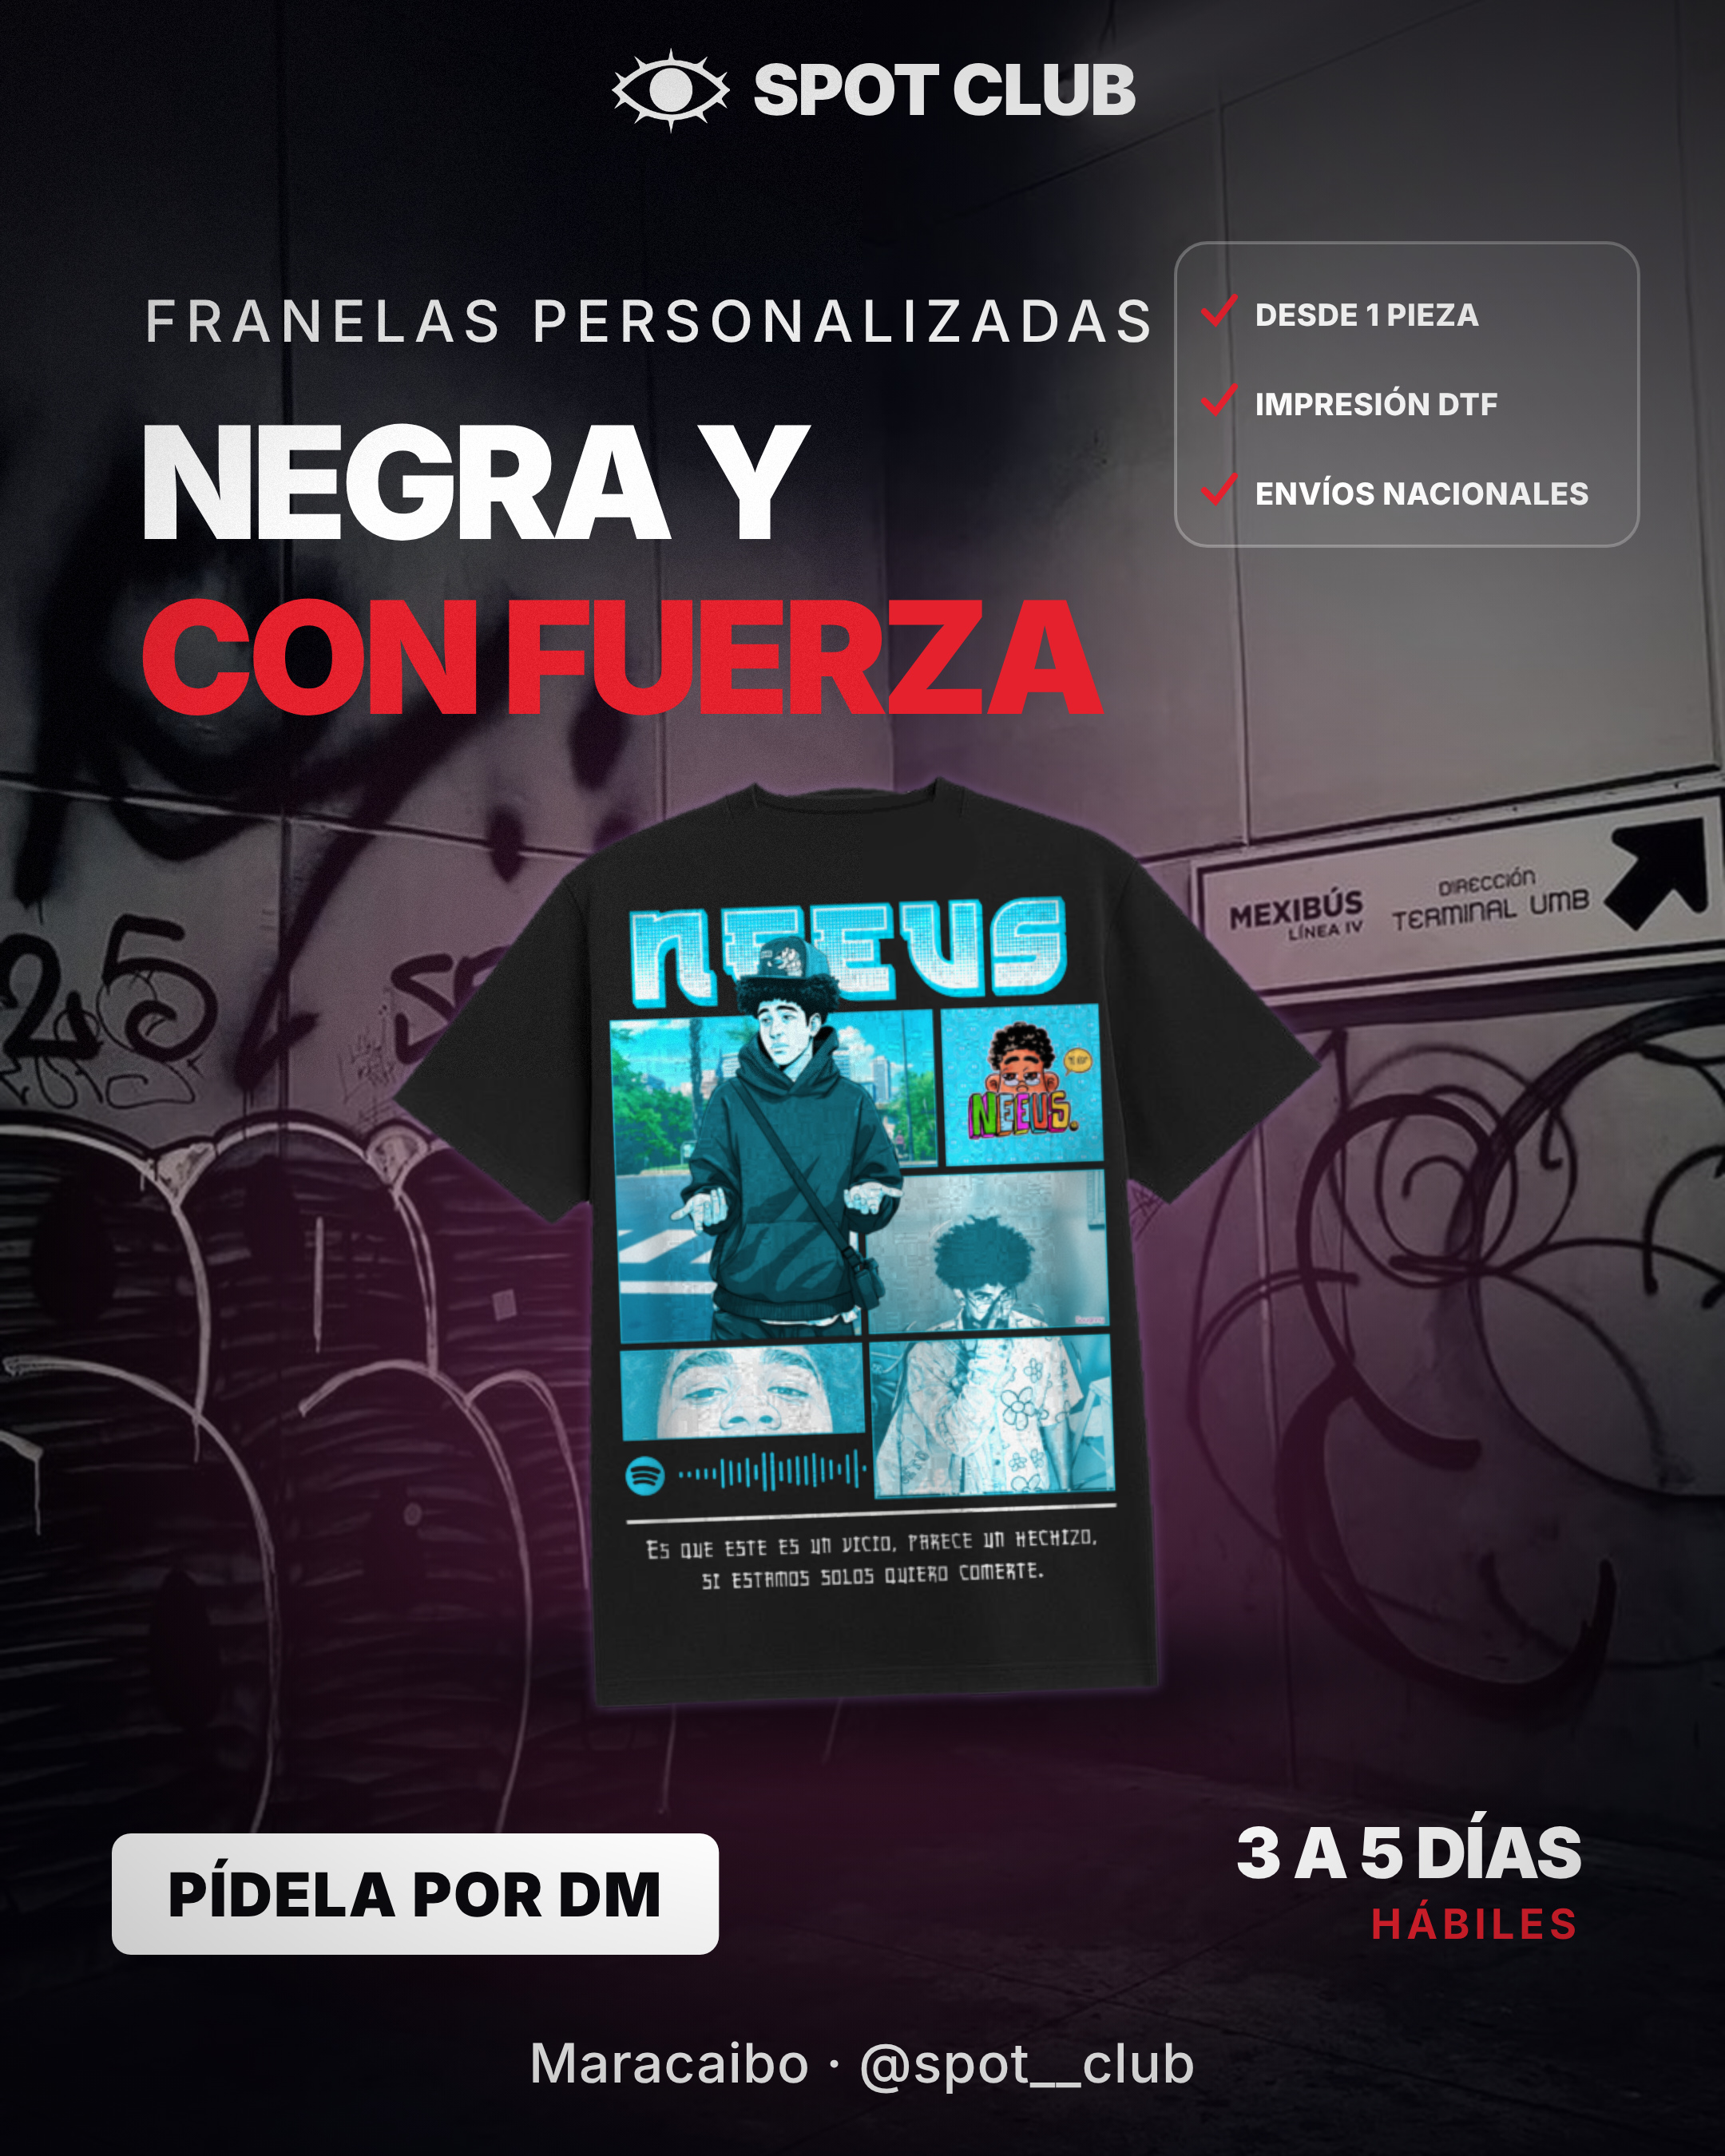 SPOT CLUB
FRANELAS PERSONALIZADAS
NEGRA Y
CON FUERZA
DESDE 1 PIEZA
IMPRESIÓN DTF
ENVÍOS NACIONALES
25
MEXIBÚS
LÍNEA IV
DIRECCIÓN
TERMINAL UMB
NEEUS
NEEUS.
ES QUE ESTE ES UN VICIO, PARECE UN HECHIZO,
SI ESTAMOS SOLOS QUIERO COMERTE.
PÍDELA POR DM
3 A 5 DÍAS
HÁBILES
Maracaibo · @spot__club